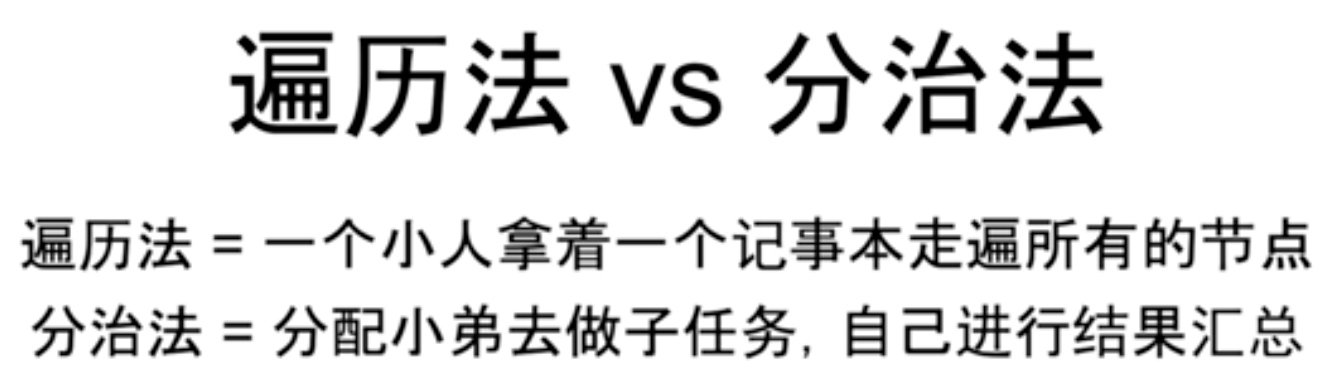 遍历法 vs 分治法
遍历法 = 一个小人拿着一个记事本走遍所有的节点
分治法 = 分配小弟去做子任务, 自己进行结果汇总